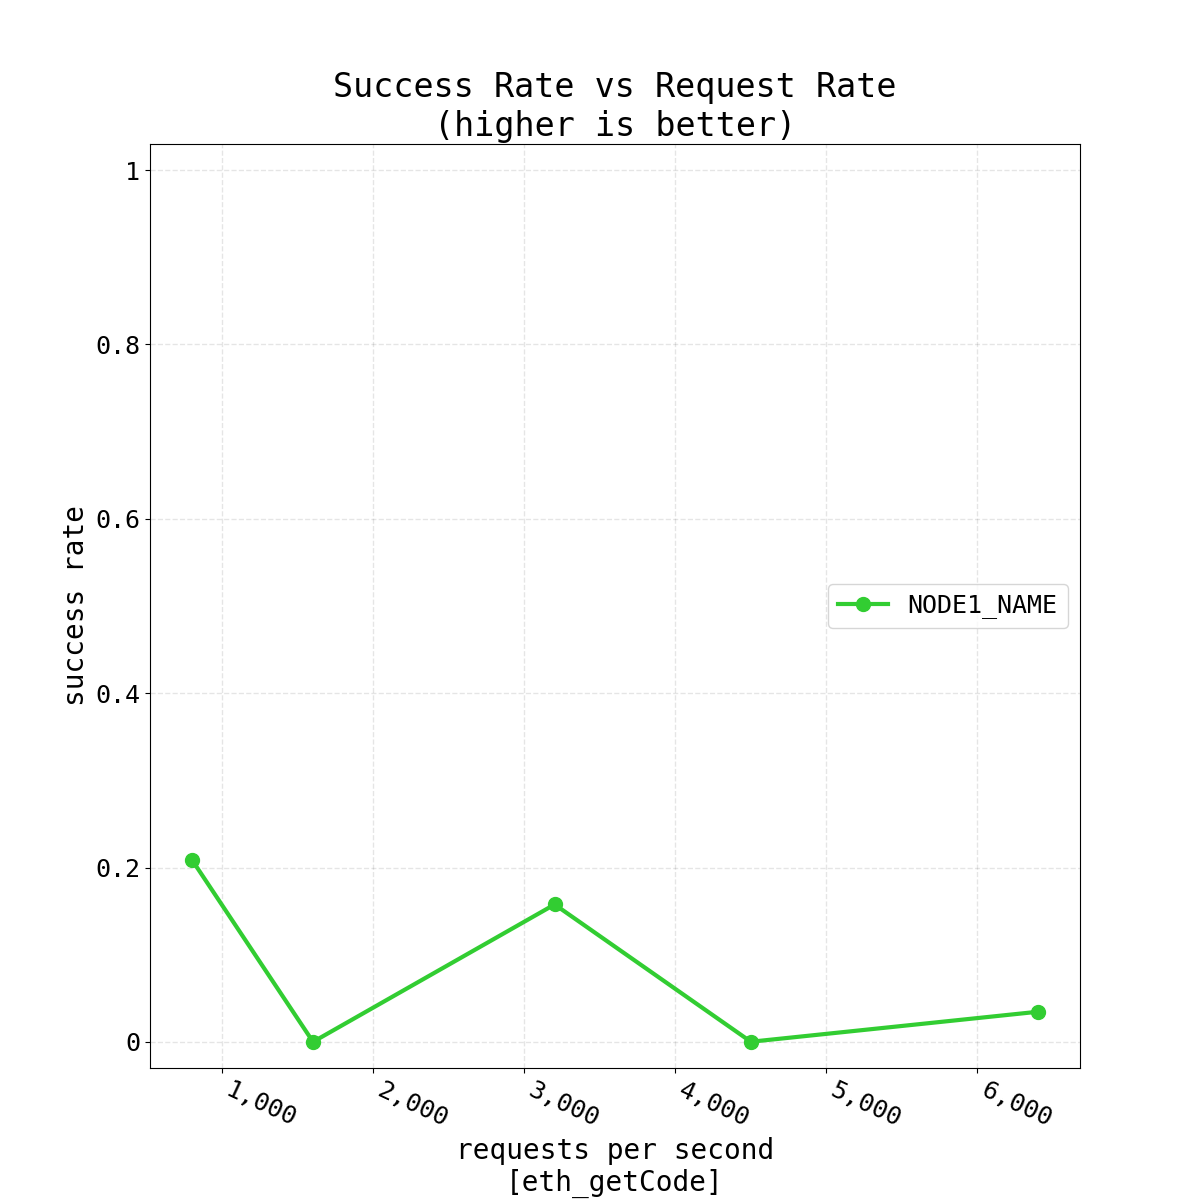 Success Rate vs Request Rate
(higher is better)
1
0.8
0.6
0.4
0.2
0
success rate
NODE1_NAME
1,000
2,000
3,000
4,000
5,000
6,000
requests per second
[eth_getCode]